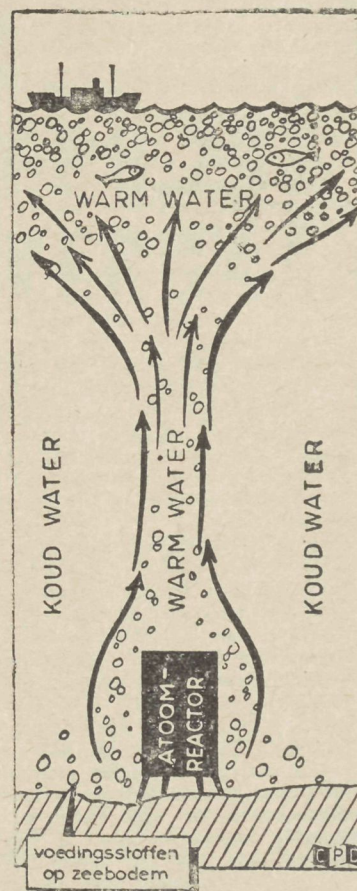 WARM WATER
KOUD WATER
WARM WATER
KOUD WATER
ATOOM-
REACTOR
voedingsstoffen
op zeebodem
CPD